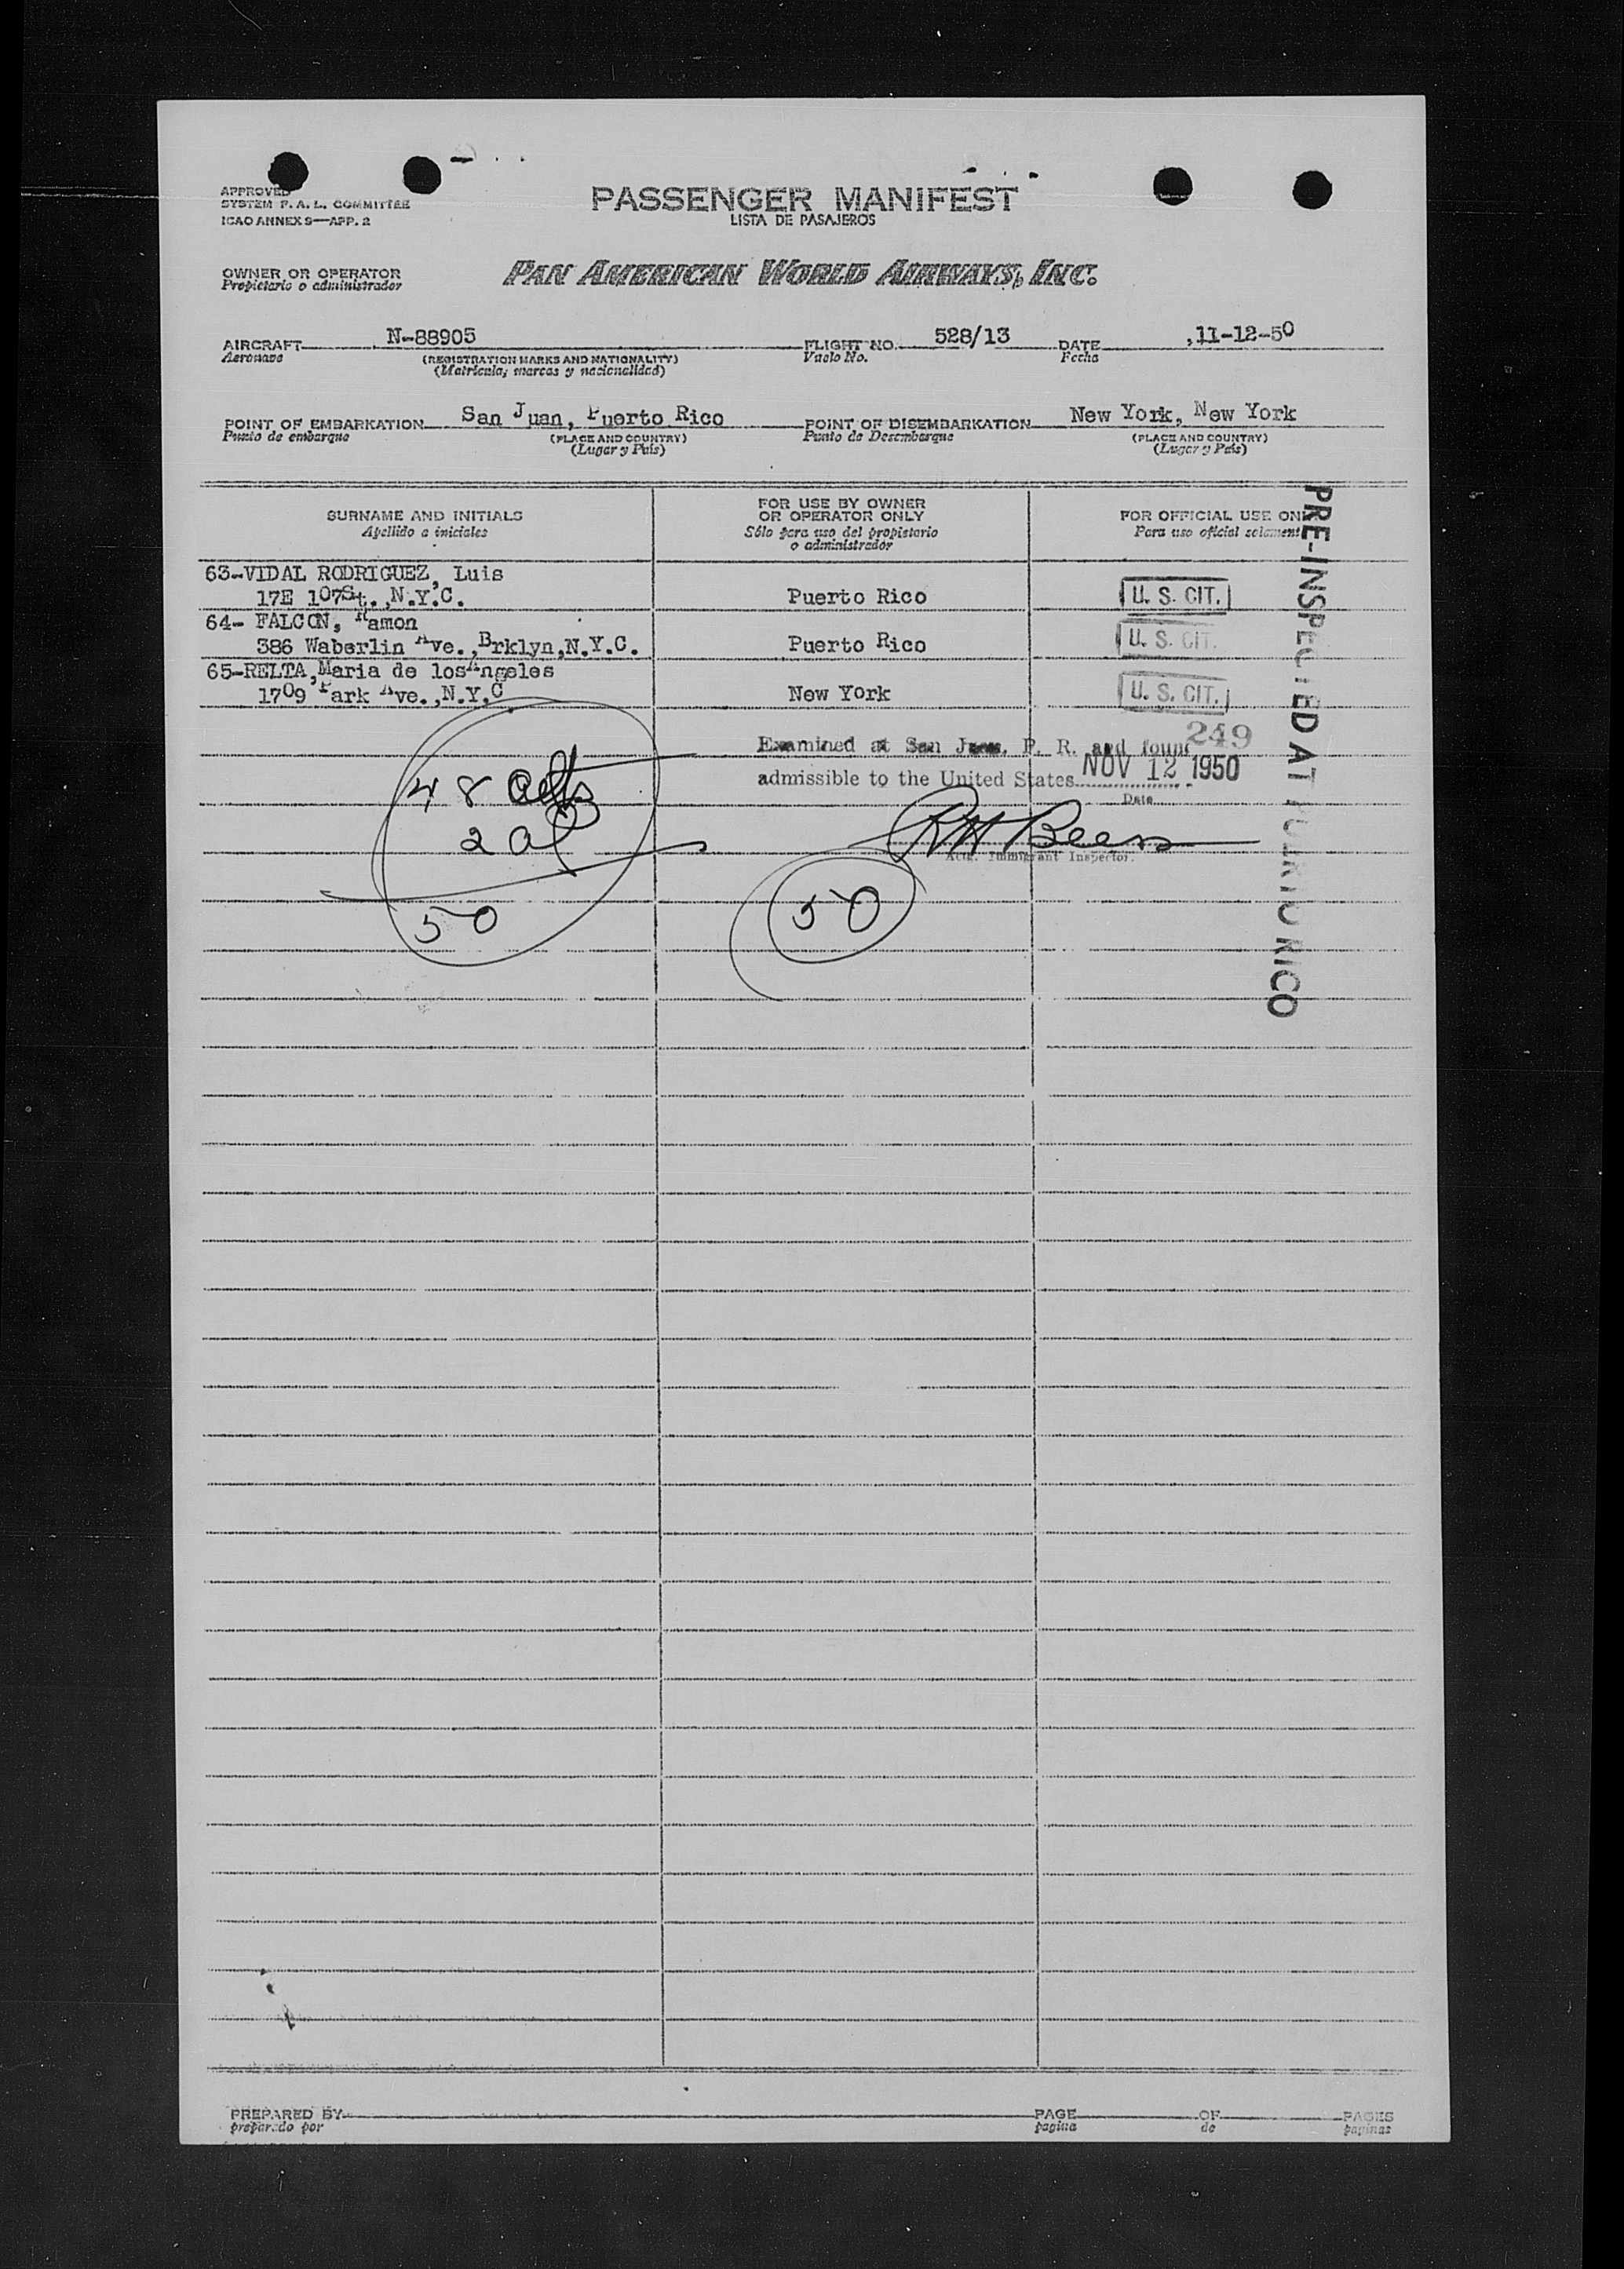 APPROVED
SYSTEM F. A. L. COMMITTEE
ICAO ANNEX 9—APP. 2
PASSENGER MANIFEST
LISTA DE PASAJEROS
OWNER OR OPERATOR
Propietario o administrador
PAN AMERICAN WORLD AIRWAYS, INC.
AIRCRAFT N-88905 FLIGHT NO. 528/13 DATE ,11-12-50
Aeronave (REGISTRATION MARKS AND NATIONALITY) Vuelo No. Fecha
(Matrícula, marcas y nacionalidad)
POINT OF EMBARKATION San Juan, Puerto Rico POINT OF DISEMBARKATION New York, New York
Punto de embarque (PLACE AND COUNTRY) Punto de Desembarque (PLACE AND COUNTRY)
(Lugar y País) (Lugar y País)
SURNAME AND INITIALS
Apellido e iniciales
FOR USE BY OWNER
OR OPERATOR ONLY
Sólo para uso del propietario
o administrador
FOR OFFICIAL USE ONL
Para uso oficial solament
63-VIDAL RODRIGUEZ, Luis
17E 107St.,N.Y.C. Puerto Rico U. S. CIT.
64- FALCON, Ramon
386 Waberlin Ave.,Brklyn,N.Y.C. Puerto Rico U. S. CIT.
65-RELTA,Maria de losAngeles
1709 Park Ave.,N.Y.C New York U. S. CIT.
249
Examined at San Juan, P. R. and found
admissible to the United States NOV 12 1950
Date
48
2 al
50
Actg. Immigrant Inspector.
50
PRE-INSPECTED AT PUERTO RICO
PREPARED BY PAGE OF PAGES
preparado por pagina de paginas